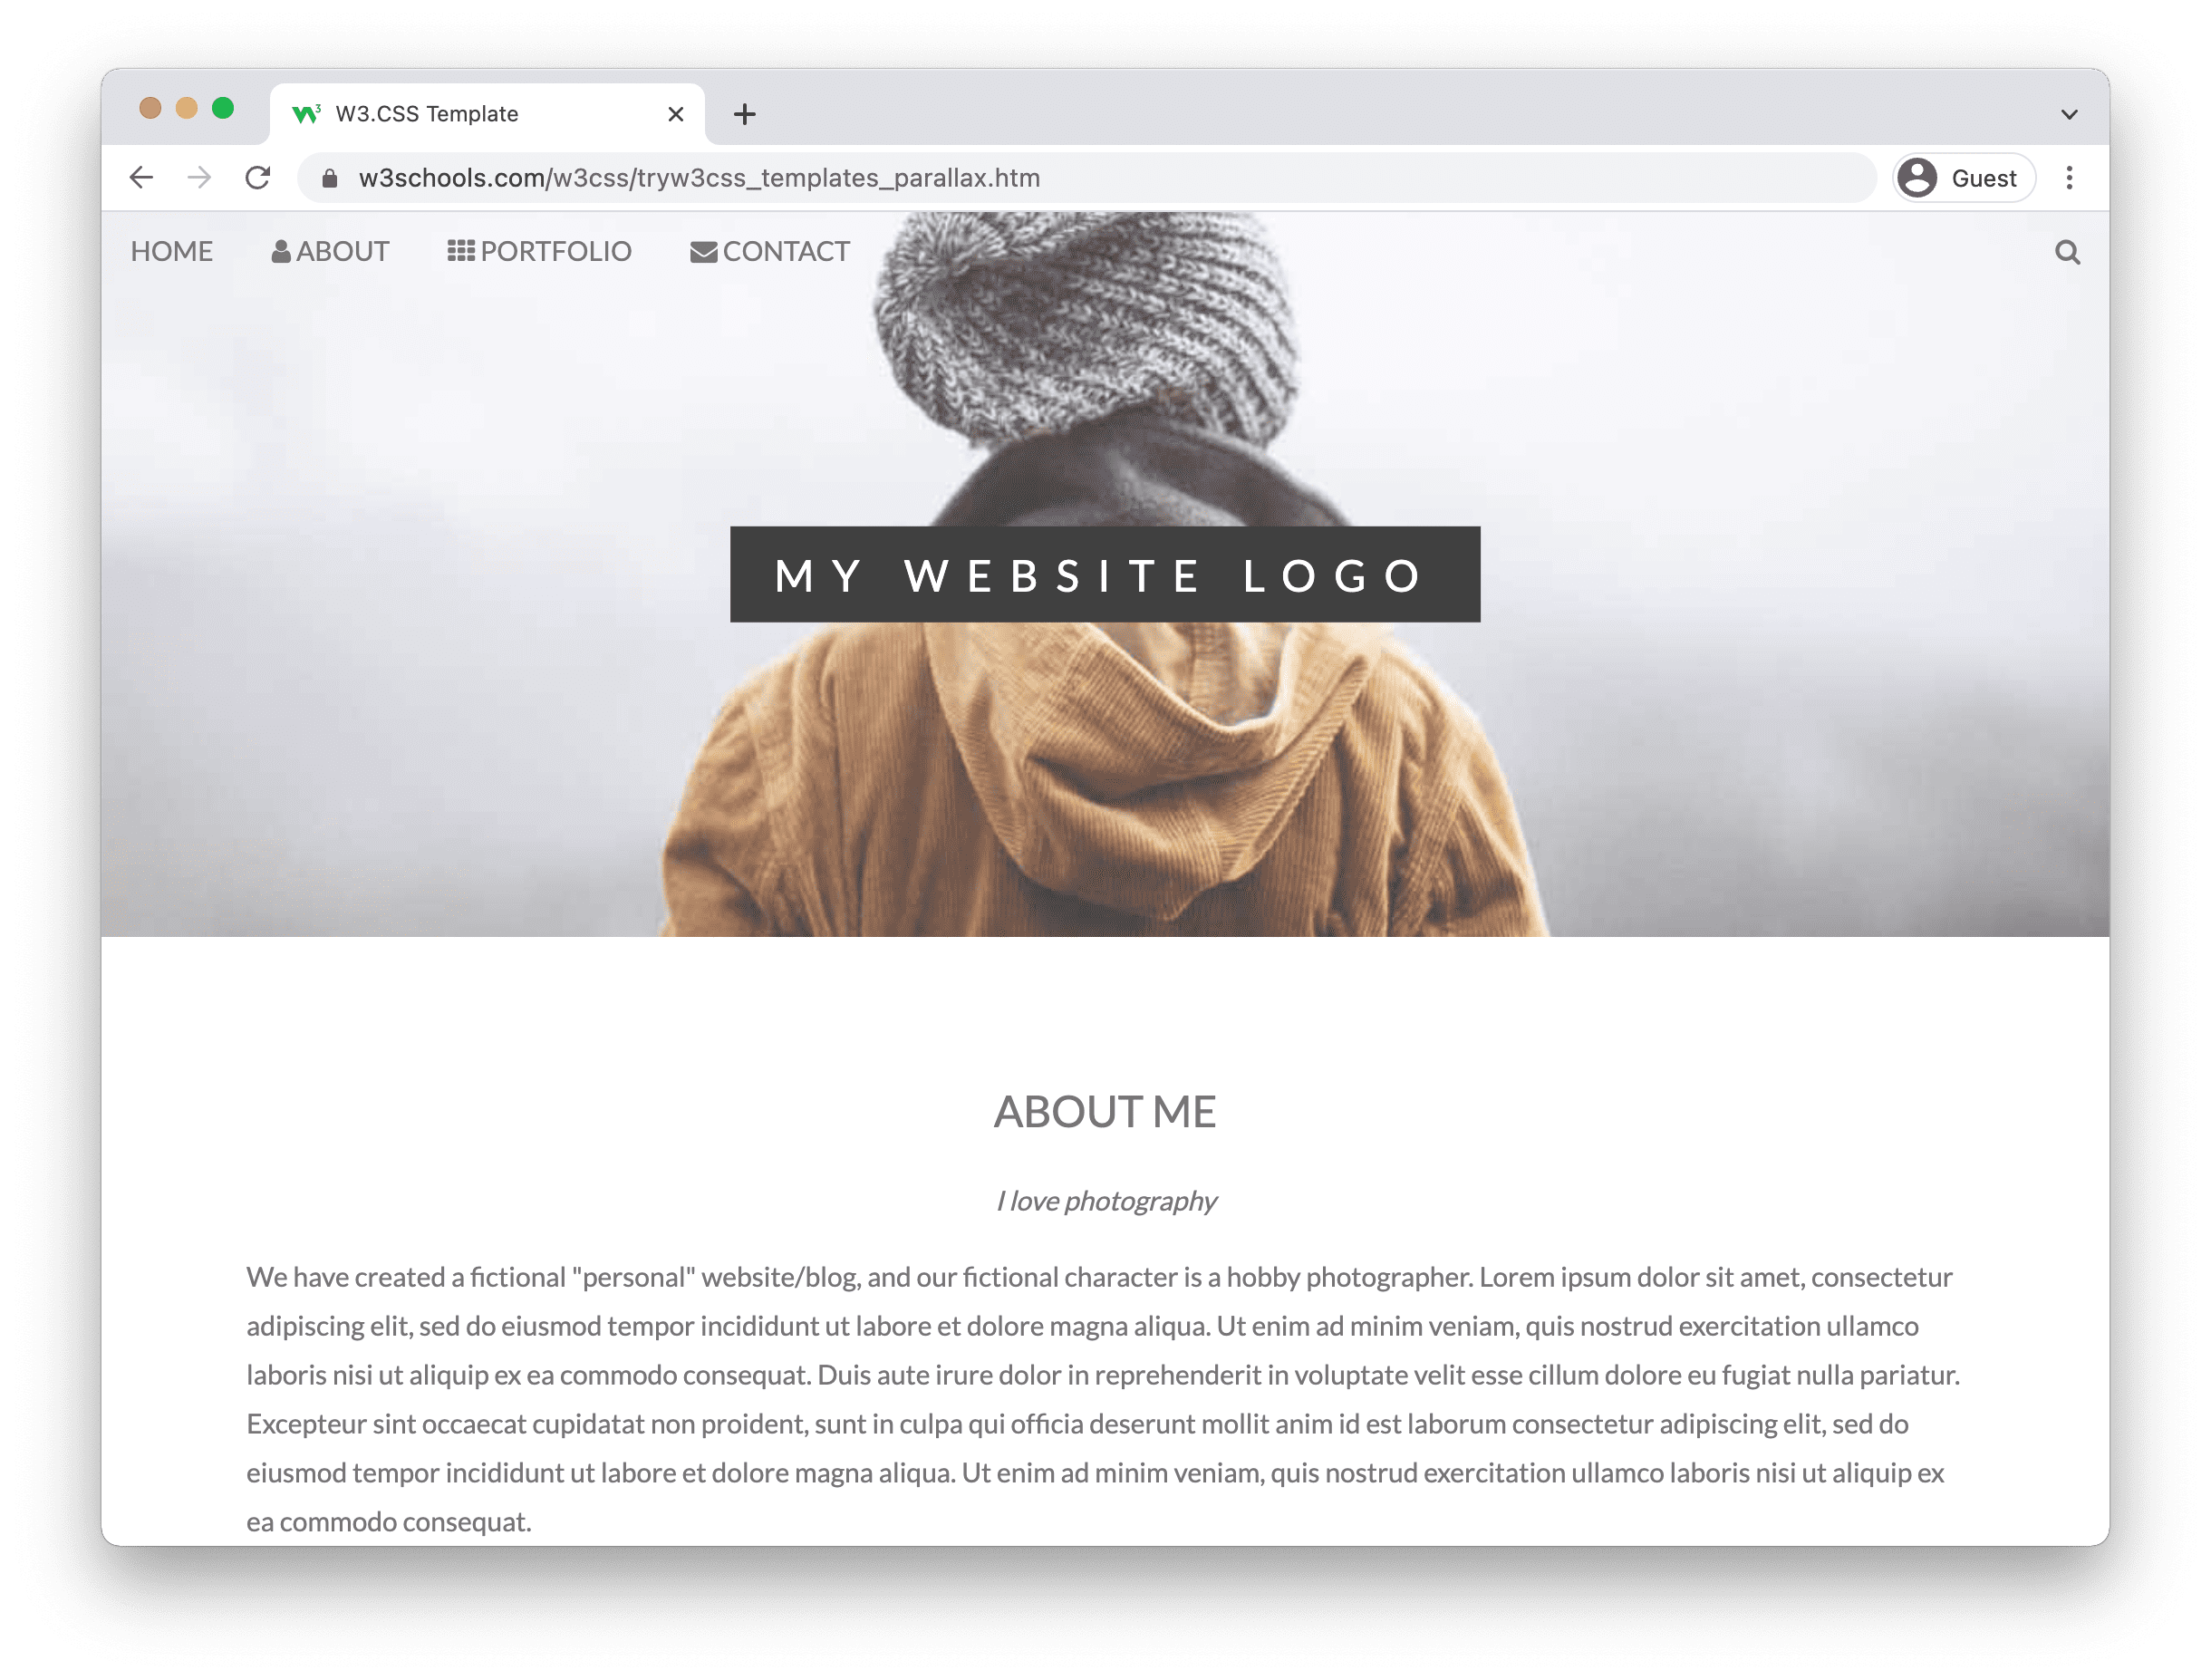 W3.CSS Template
w3schools.com/w3css/tryw3css_templates_parallax.htm
Guest
HOME ABOUT PORTFOLIO CONTACT
MY WEBSITE LOGO
ABOUT ME
I love photography
We have created a fictional "personal" website/blog, and our fictional character is a hobby photographer. Lorem ipsum dolor sit amet, consectetur
adipiscing elit, sed do eiusmod tempor incididunt ut labore et dolore magna aliqua. Ut enim ad minim veniam, quis nostrud exercitation ullamco
laboris nisi ut aliquip ex ea commodo consequat. Duis aute irure dolor in reprehenderit in voluptate velit esse cillum dolore eu fugiat nulla pariatur.
Excepteur sint occaecat cupidatat non proident, sunt in culpa qui officia deserunt mollit anim id est laborum consectetur adipiscing elit, sed do
eiusmod tempor incididunt ut labore et dolore magna aliqua. Ut enim ad minim veniam, quis nostrud exercitation ullamco laboris nisi ut aliquip ex
ea commodo consequat.